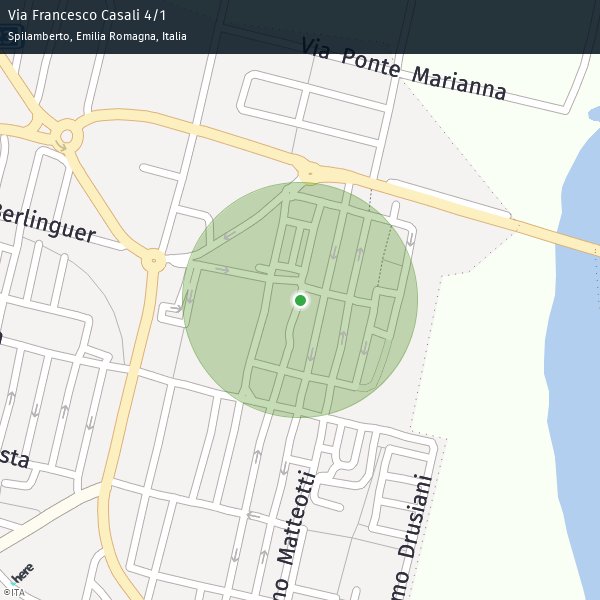 Via Francesco Casali 4/1
Spilamberto, Emilia Romagna, Italia
Via Ponte Marianna
Berlinguer
sta
mo Matteotti
mo Drusiani
here
©ITA